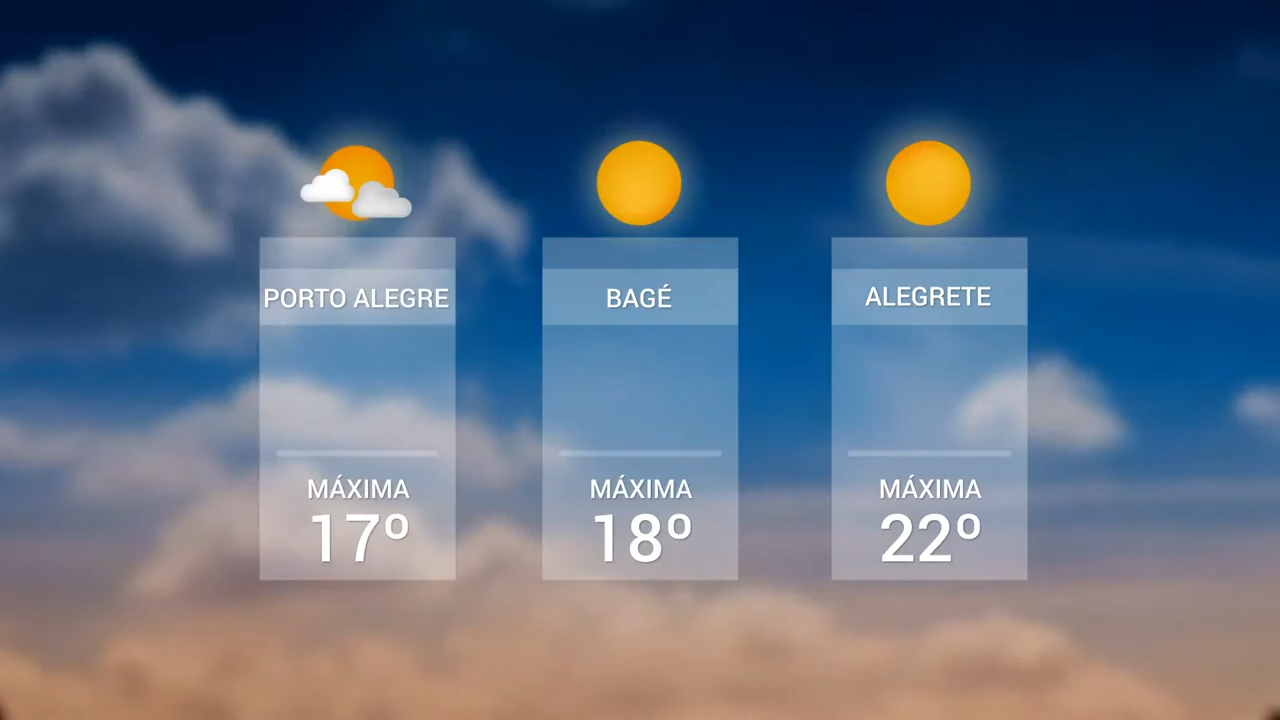 PORTO ALEGRE
MÁXIMA
17º
BAGÉ
MÁXIMA
18º
ALEGRETE
MÁXIMA
22º